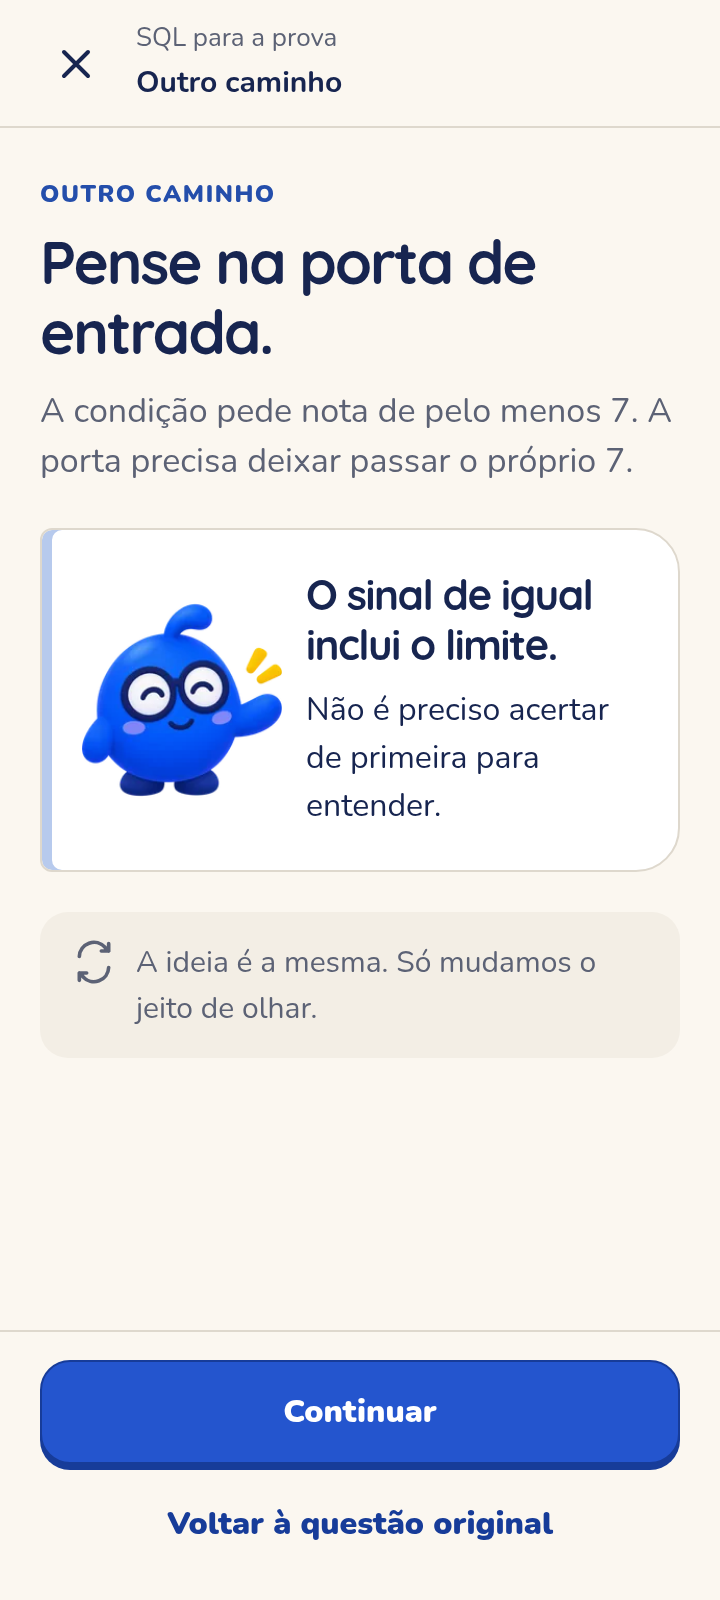 SQL para a prova
Outro caminho
OUTRO CAMINHO
Pense na porta de
entrada.
A condição pede nota de pelo menos 7. A
porta precisa deixar passar o próprio 7.
O sinal de igual
inclui o limite.
Não é preciso acertar
de primeira para
entender.
A ideia é a mesma. Só mudamos o
jeito de olhar.
Continuar
Voltar à questão original